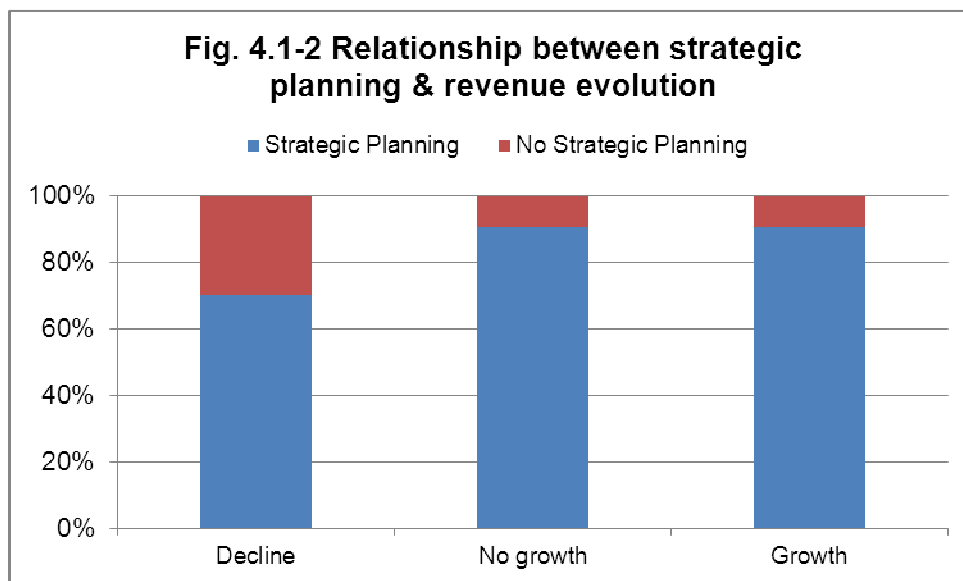 Fig. 4.1-2 Relationship between strategic
planning & revenue evolution
Strategic Planning No Strategic Planning
100%
80%
60%
40%
20%
0%
Decline No growth Growth